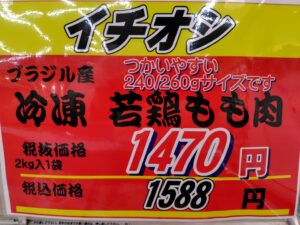 イチオシ
ブラジル産
つかいやすい
240/260gサイズです
冷凍 若鶏もも肉
税抜価格
2kg入1袋
1470円
税込価格
1588円